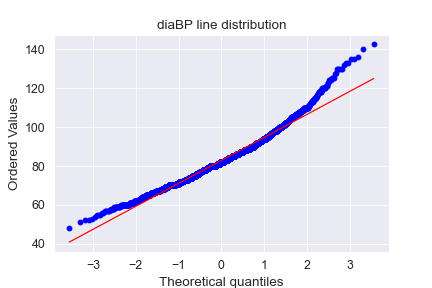 diaBP line distribution
Ordered Values
140
120
100
80
60
40
−3 −2 −1 0 1 2 3
Theoretical quantiles